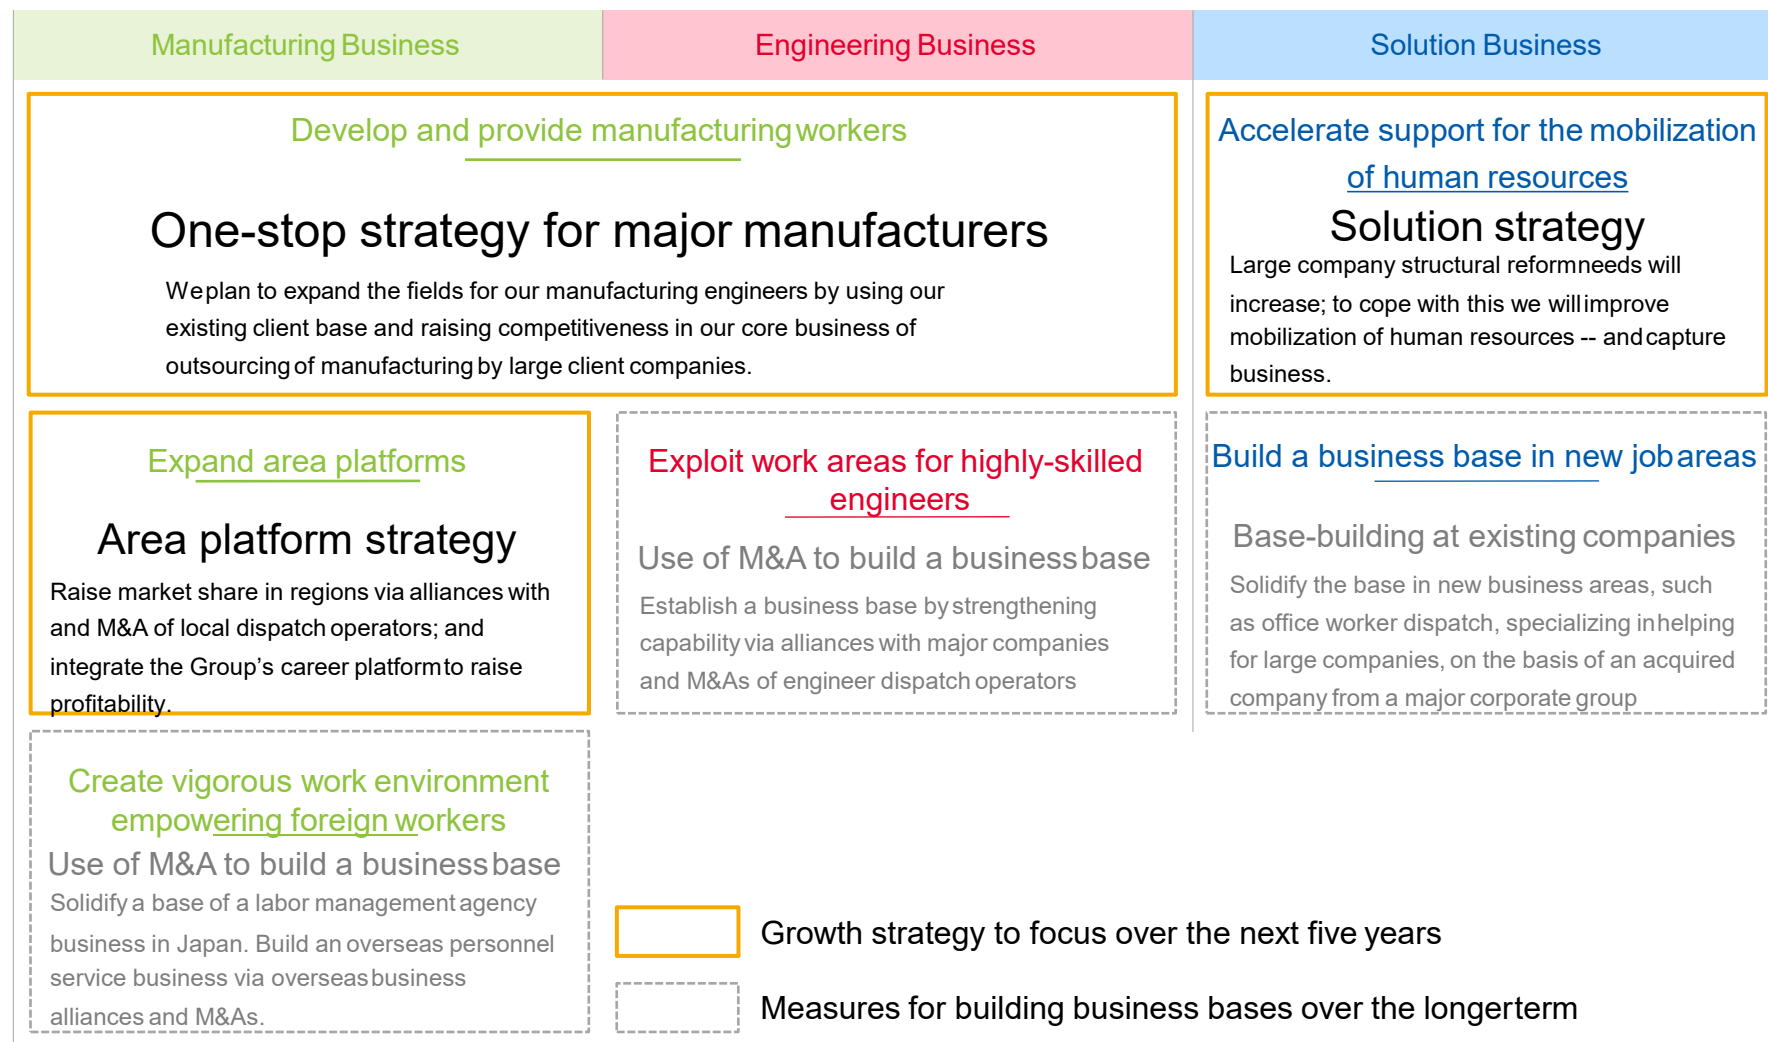 Manufacturing Business
Engineering Business
Solution Business
Develop and provide manufacturing workers
One-stop strategy for major manufacturers
We plan to expand the fields for our manufacturing engineers by using our
existing client base and raising competitiveness in our core business of
outsourcing of manufacturing by large client companies.
Accelerate support for the mobilization
of human resources
Solution strategy
Large company structural reform needs will
increase; to cope with this we will improve
mobilization of human resources -- and capture
business.
Expand area platforms
Area platform strategy
Raise market share in regions via alliances with
and M&A of local dispatch operators; and
integrate the Group’s career platform to raise
profitability.
Exploit work areas for highly-skilled
engineers
Use of M&A to build a business base
Establish a business base by strengthening
capability via alliances with major companies
and M&As of engineer dispatch operators
Build a business base in new job areas
Base-building at existing companies
Solidify the base in new business areas, such
as office worker dispatch, specializing in helping
for large companies, on the basis of an acquired
company from a major corporate group
Create vigorous work environment
empowering foreign workers
Use of M&A to build a business base
Solidify a base of a labor management agency
business in Japan. Build an overseas personnel
service business via overseas business
alliances and M&As.
Growth strategy to focus over the next five years
Measures for building business bases over the longer term